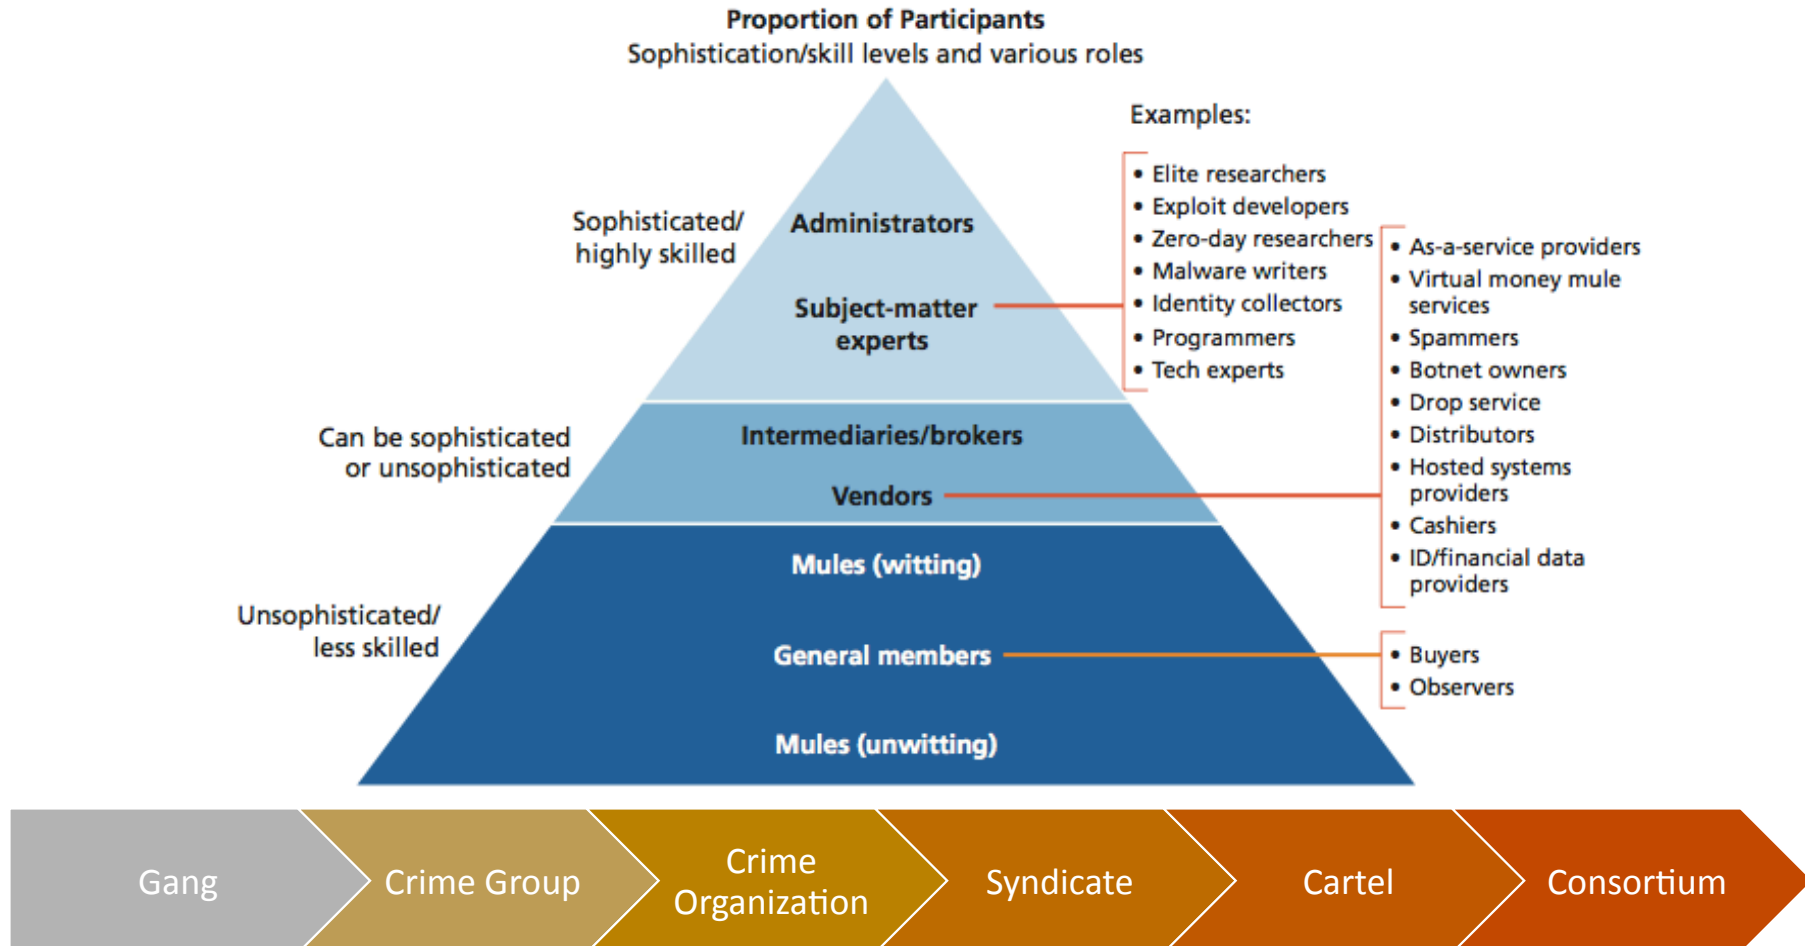 Proportion of Participants
Sophistication/skill levels and various roles
Sophisticated/
highly skilled
Administrators
Subject-matter
experts
Examples:
• Elite researchers
• Exploit developers
• Zero-day researchers
• Malware writers
• Identity collectors
• Programmers
• Tech experts
Can be sophisticated
or unsophisticated
Intermediaries/brokers
Vendors
• As-a-service providers
• Virtual money mule
services
• Spammers
• Botnet owners
• Drop service
• Distributors
• Hosted systems
providers
• Cashiers
• ID/financial data
providers
Unsophisticated/
less skilled
Mules (witting)
General members
• Buyers
• Observers
Mules (unwitting)
Gang
Crime Group
Crime
Organization
Syndicate
Cartel
Consortium